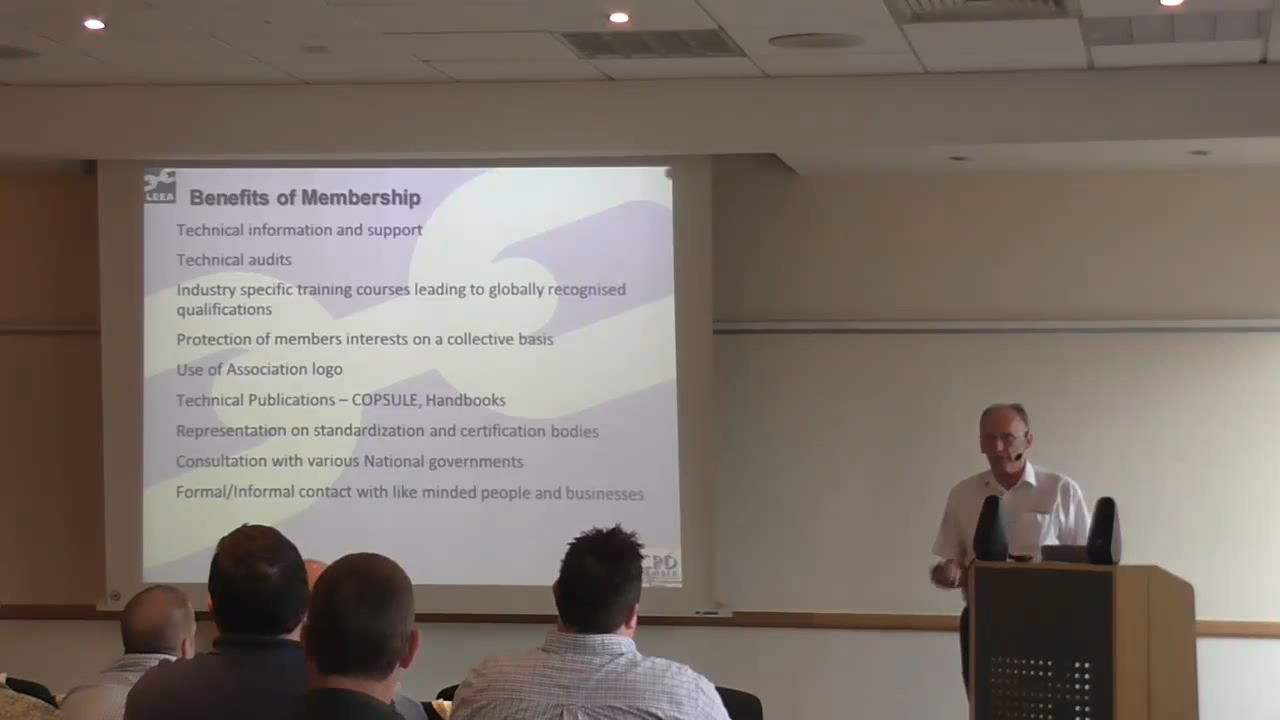 LEEA
Benefits of Membership
Technical information and support
Technical audits
Industry specific training courses leading to globally recognised
qualifications
Protection of members interests on a collective basis
Use of Association logo
Technical Publications – COPSULE, Handbooks
Representation on standardization and certification bodies
Consultation with various National governments
Formal/Informal contact with like minded people and businesses
CPD